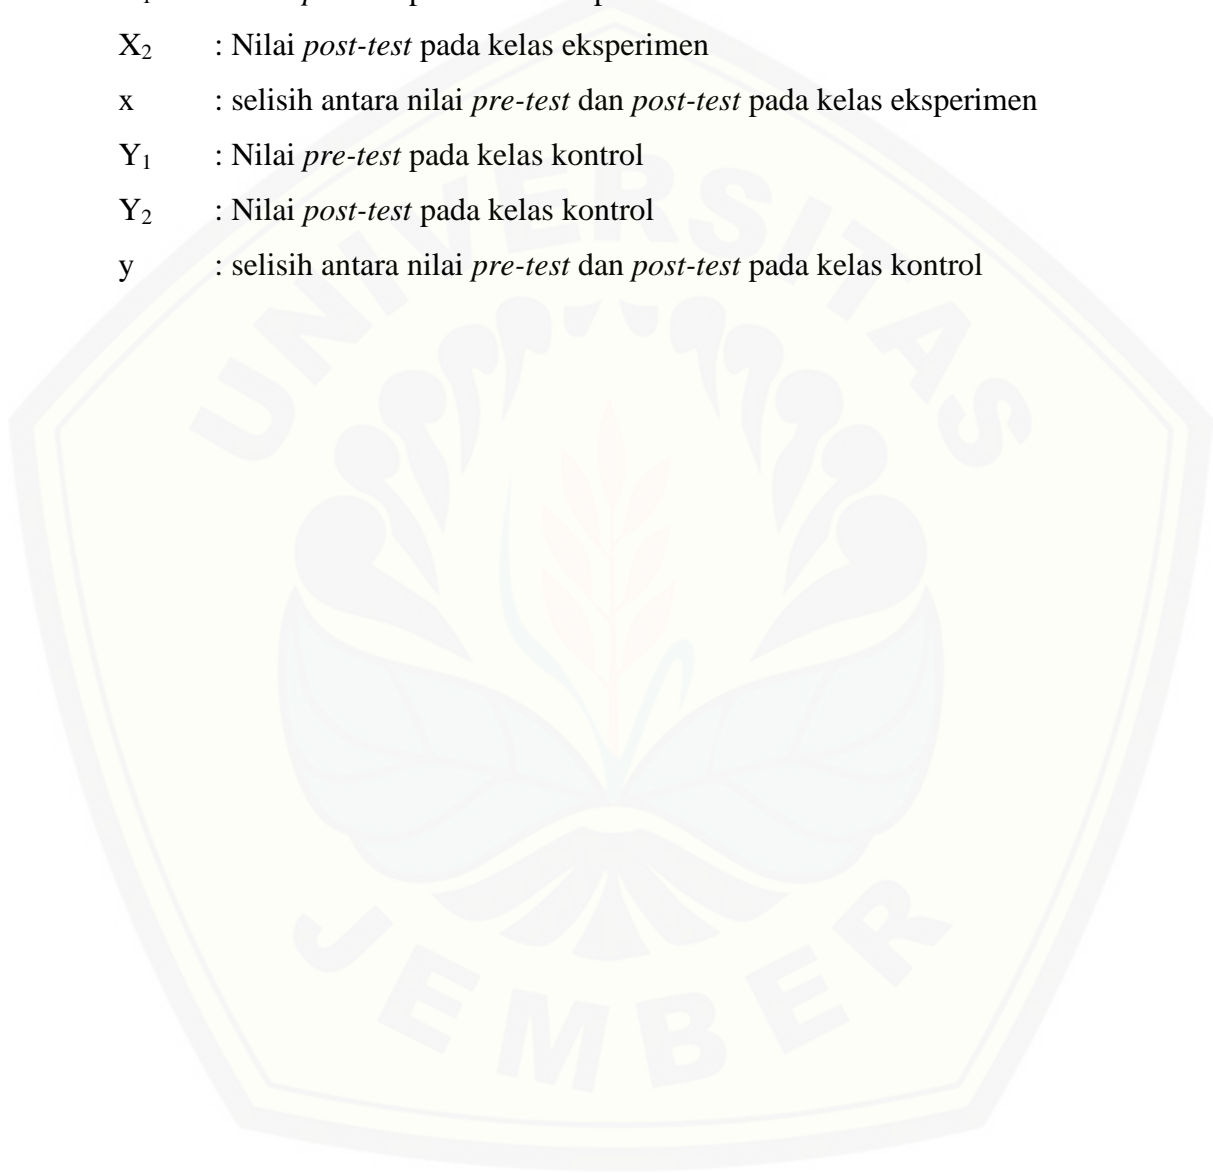 X₂ : Nilai post-test pada kelas eksperimen
x : selisih antara nilai pre-test dan post-test pada kelas eksperimen
Y₁ : Nilai pre-test pada kelas kontrol
Y₂ : Nilai post-test pada kelas kontrol
y : selisih antara nilai pre-test dan post-test pada kelas kontrol
UNIVERSITAS
JEMBER